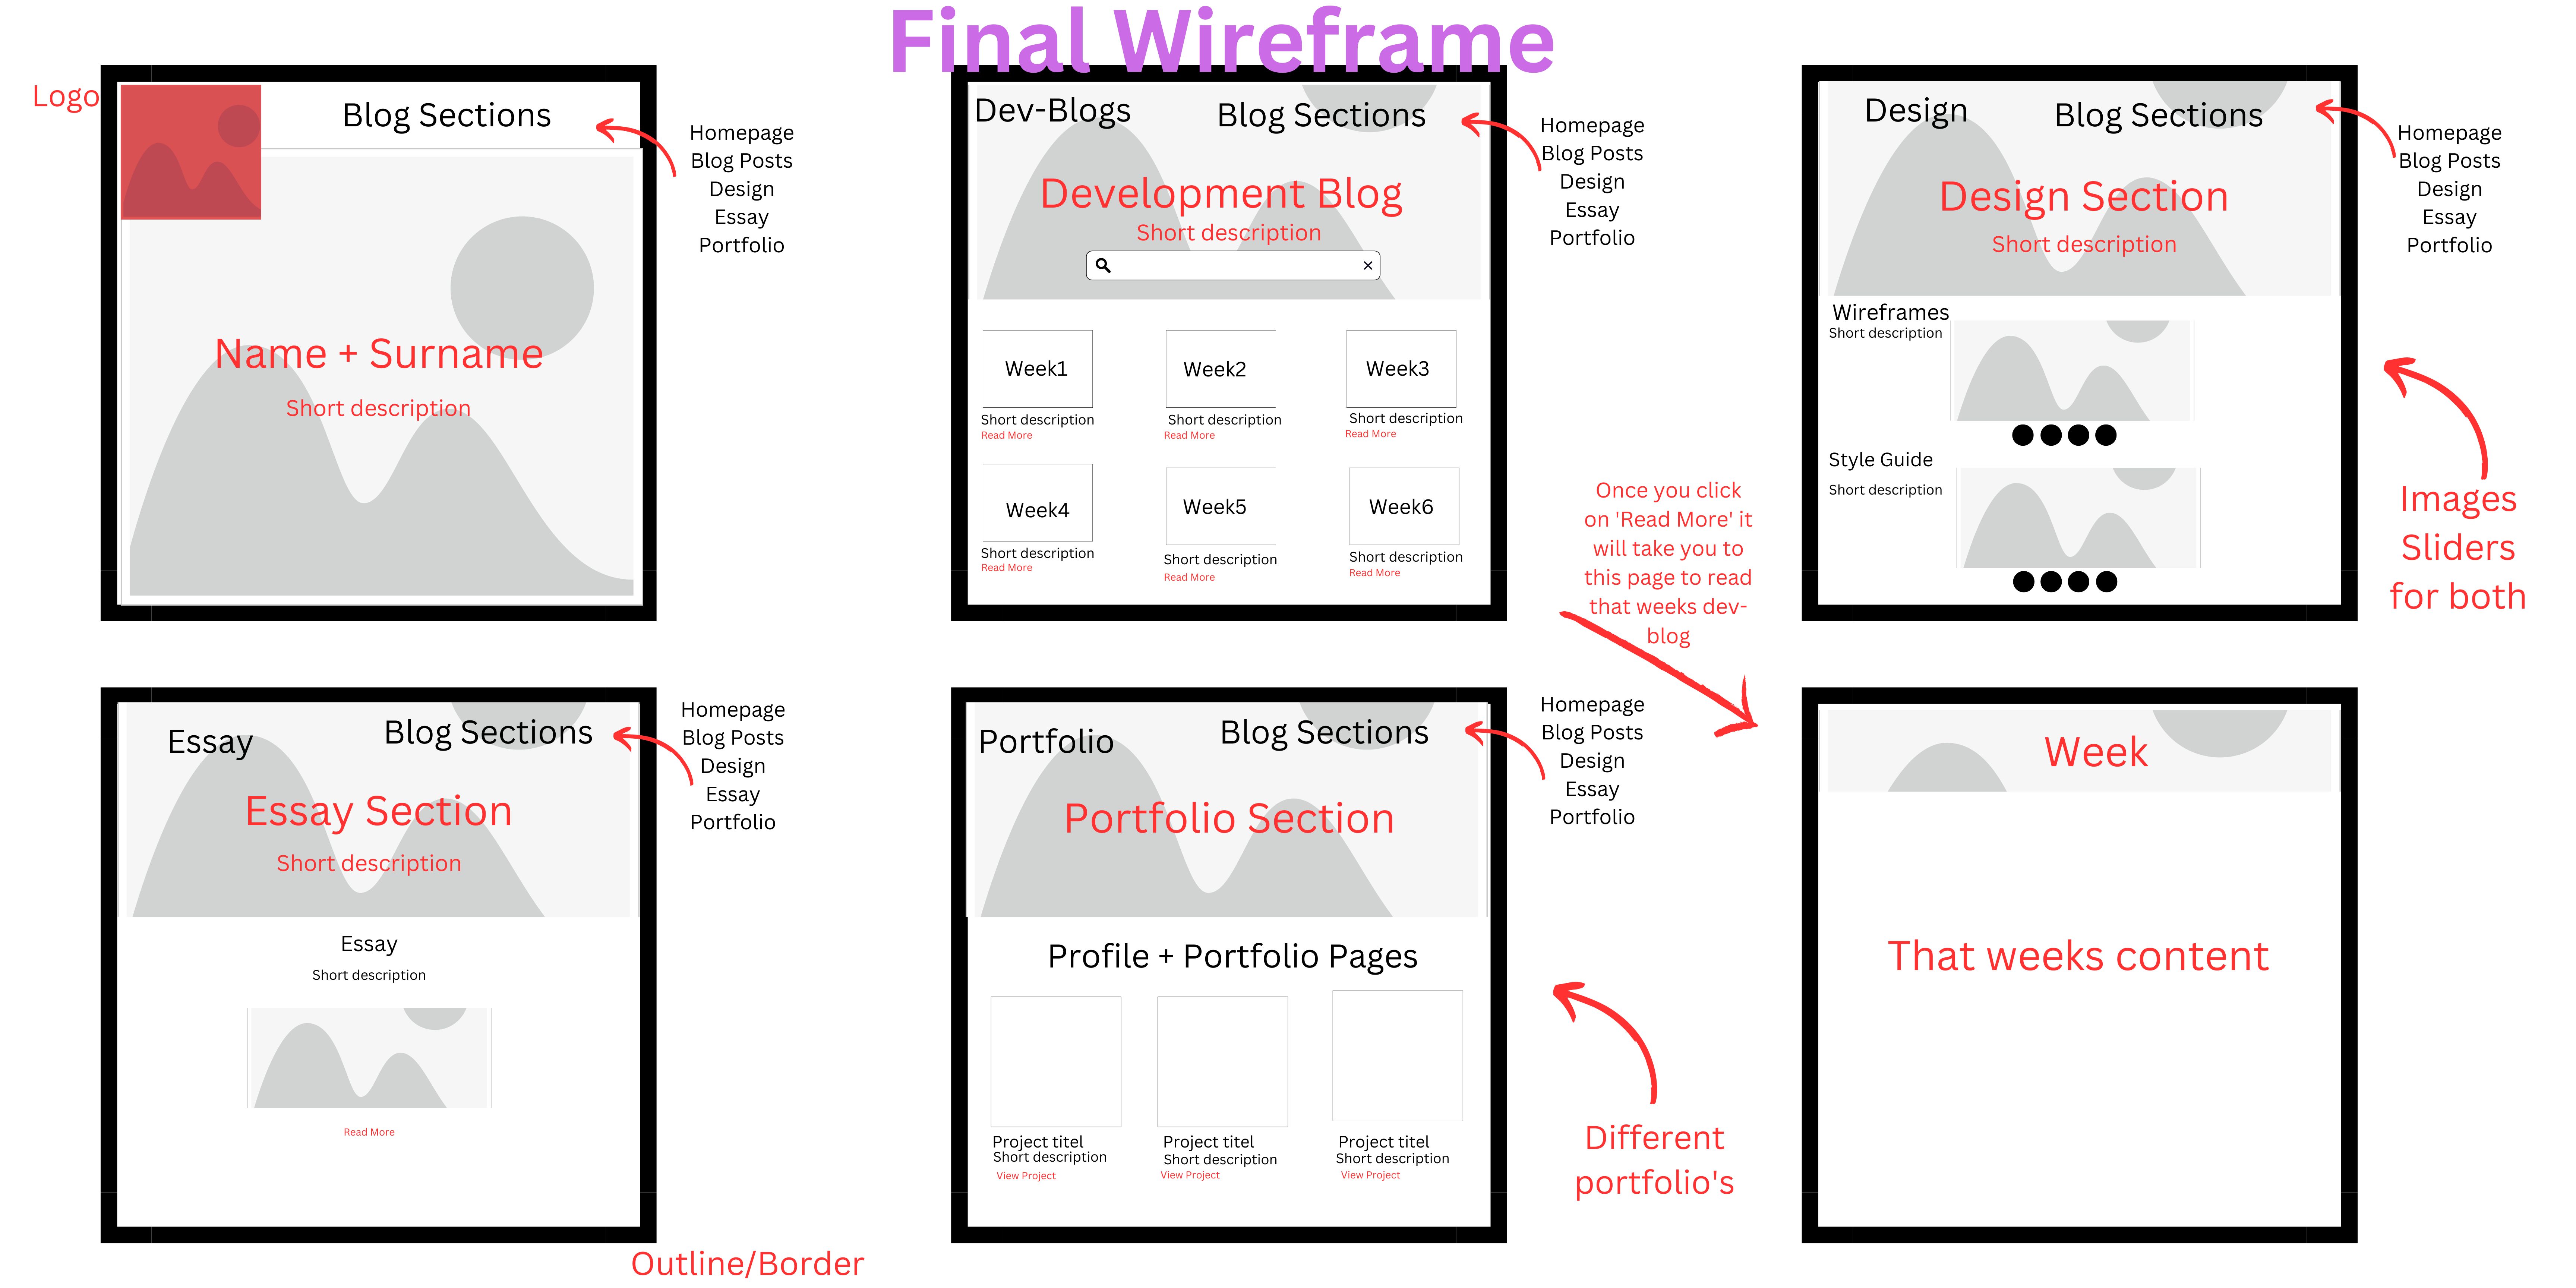 Final Wireframe
Logo
Blog Sections
Homepage
Blog Posts
Design
Essay
Portfolio
Name + Surname
Short description
Dev-Blogs
Blog Sections
Homepage
Blog Posts
Design
Essay
Portfolio
Development Blog
Short description
Week1
Week2
Week3
Short description
Short description
Short description
Read More
Read More
Read More
Week4
Week5
Week6
Short description
Short description
Short description
Read More
Read More
Read More
Once you click
on 'Read More' it
will take you to
this page to read
that weeks dev-
blog
Design
Blog Sections
Homepage
Blog Posts
Design
Essay
Portfolio
Design Section
Short description
Wireframes
Short description
Style Guide
Short description
Images
Sliders
for both
Essay
Blog Sections
Homepage
Blog Posts
Design
Essay
Portfolio
Essay Section
Short description
Essay
Short description
Read More
Outline/Border
Portfolio
Blog Sections
Homepage
Blog Posts
Design
Essay
Portfolio
Portfolio Section
Profile + Portfolio Pages
Project titel
Project titel
Project titel
Short description
Short description
Short description
View Project
View Project
View Project
Different
portfolio's
Week
That weeks content